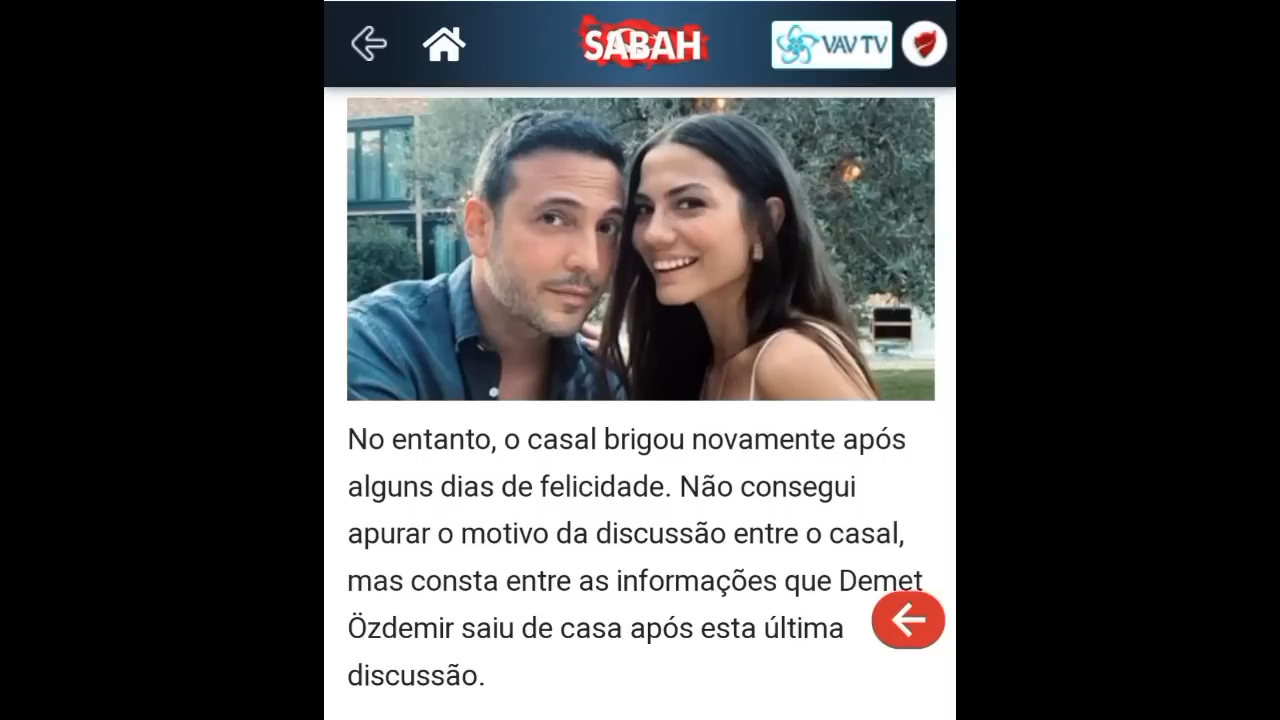 SABAH
VAV TV
No entanto, o casal brigou novamente após
alguns dias de felicidade. Não consegui
apurar o motivo da discussão entre o casal,
mas consta entre as informações que Demet
Özdemir saiu de casa após esta última
discussão.